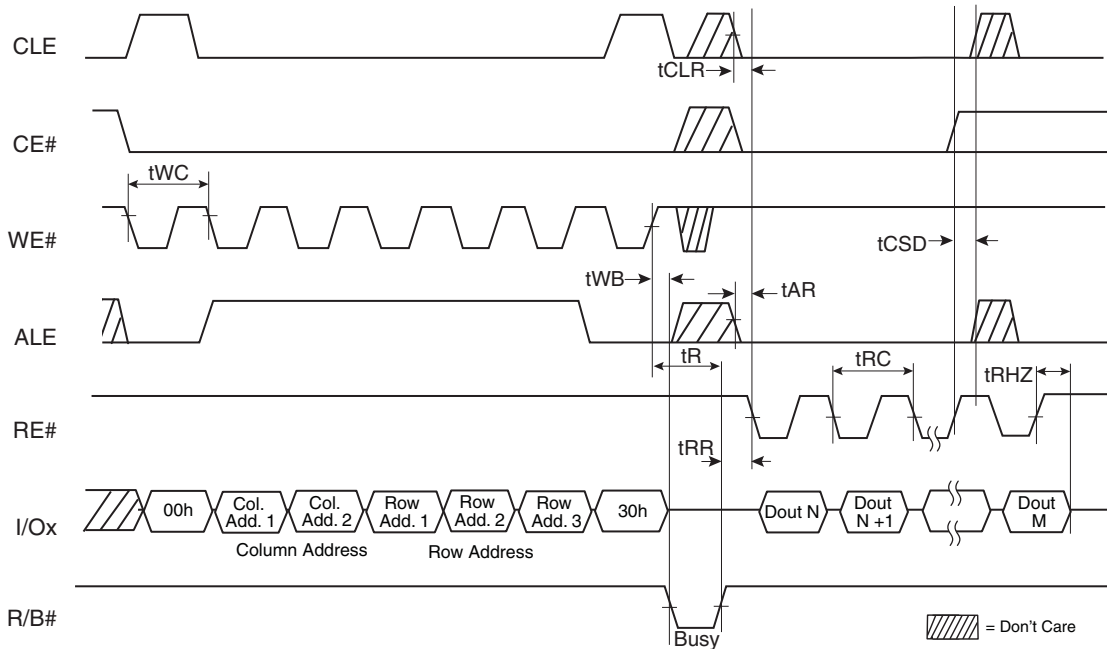 CLE
tCLR
CE#
tWC
WE#
tCSD
tWB
tAR
ALE
tR
tRC
tRHZ
RE#
tRR
I/Ox
00h
Col.
Add. 1
Col.
Add. 2
Row
Add. 1
Row
Add. 2
Row
Add. 3
30h
Dout N
Dout
N +1
Dout
M
Column Address
Row Address
R/B#
Busy
= Don't Care